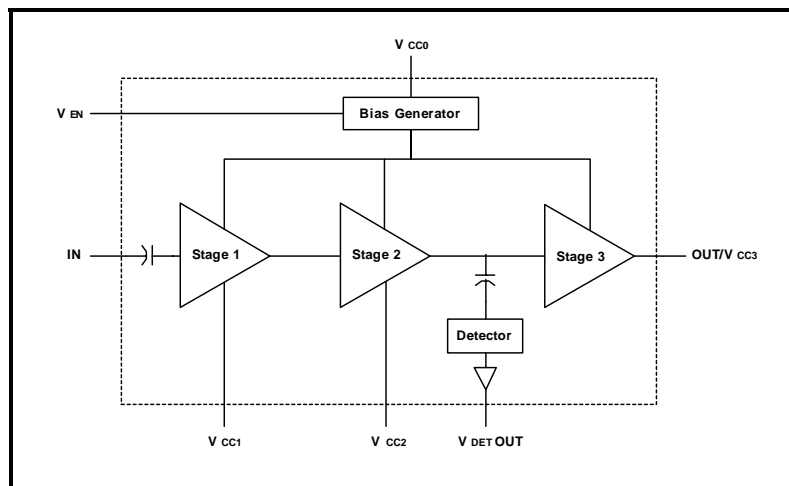 V CC0
V EN
Bias Generator
IN
Stage 1
Stage 2
Stage 3
OUT/V CC3
Detector
V CC1
V CC2
V DET OUT